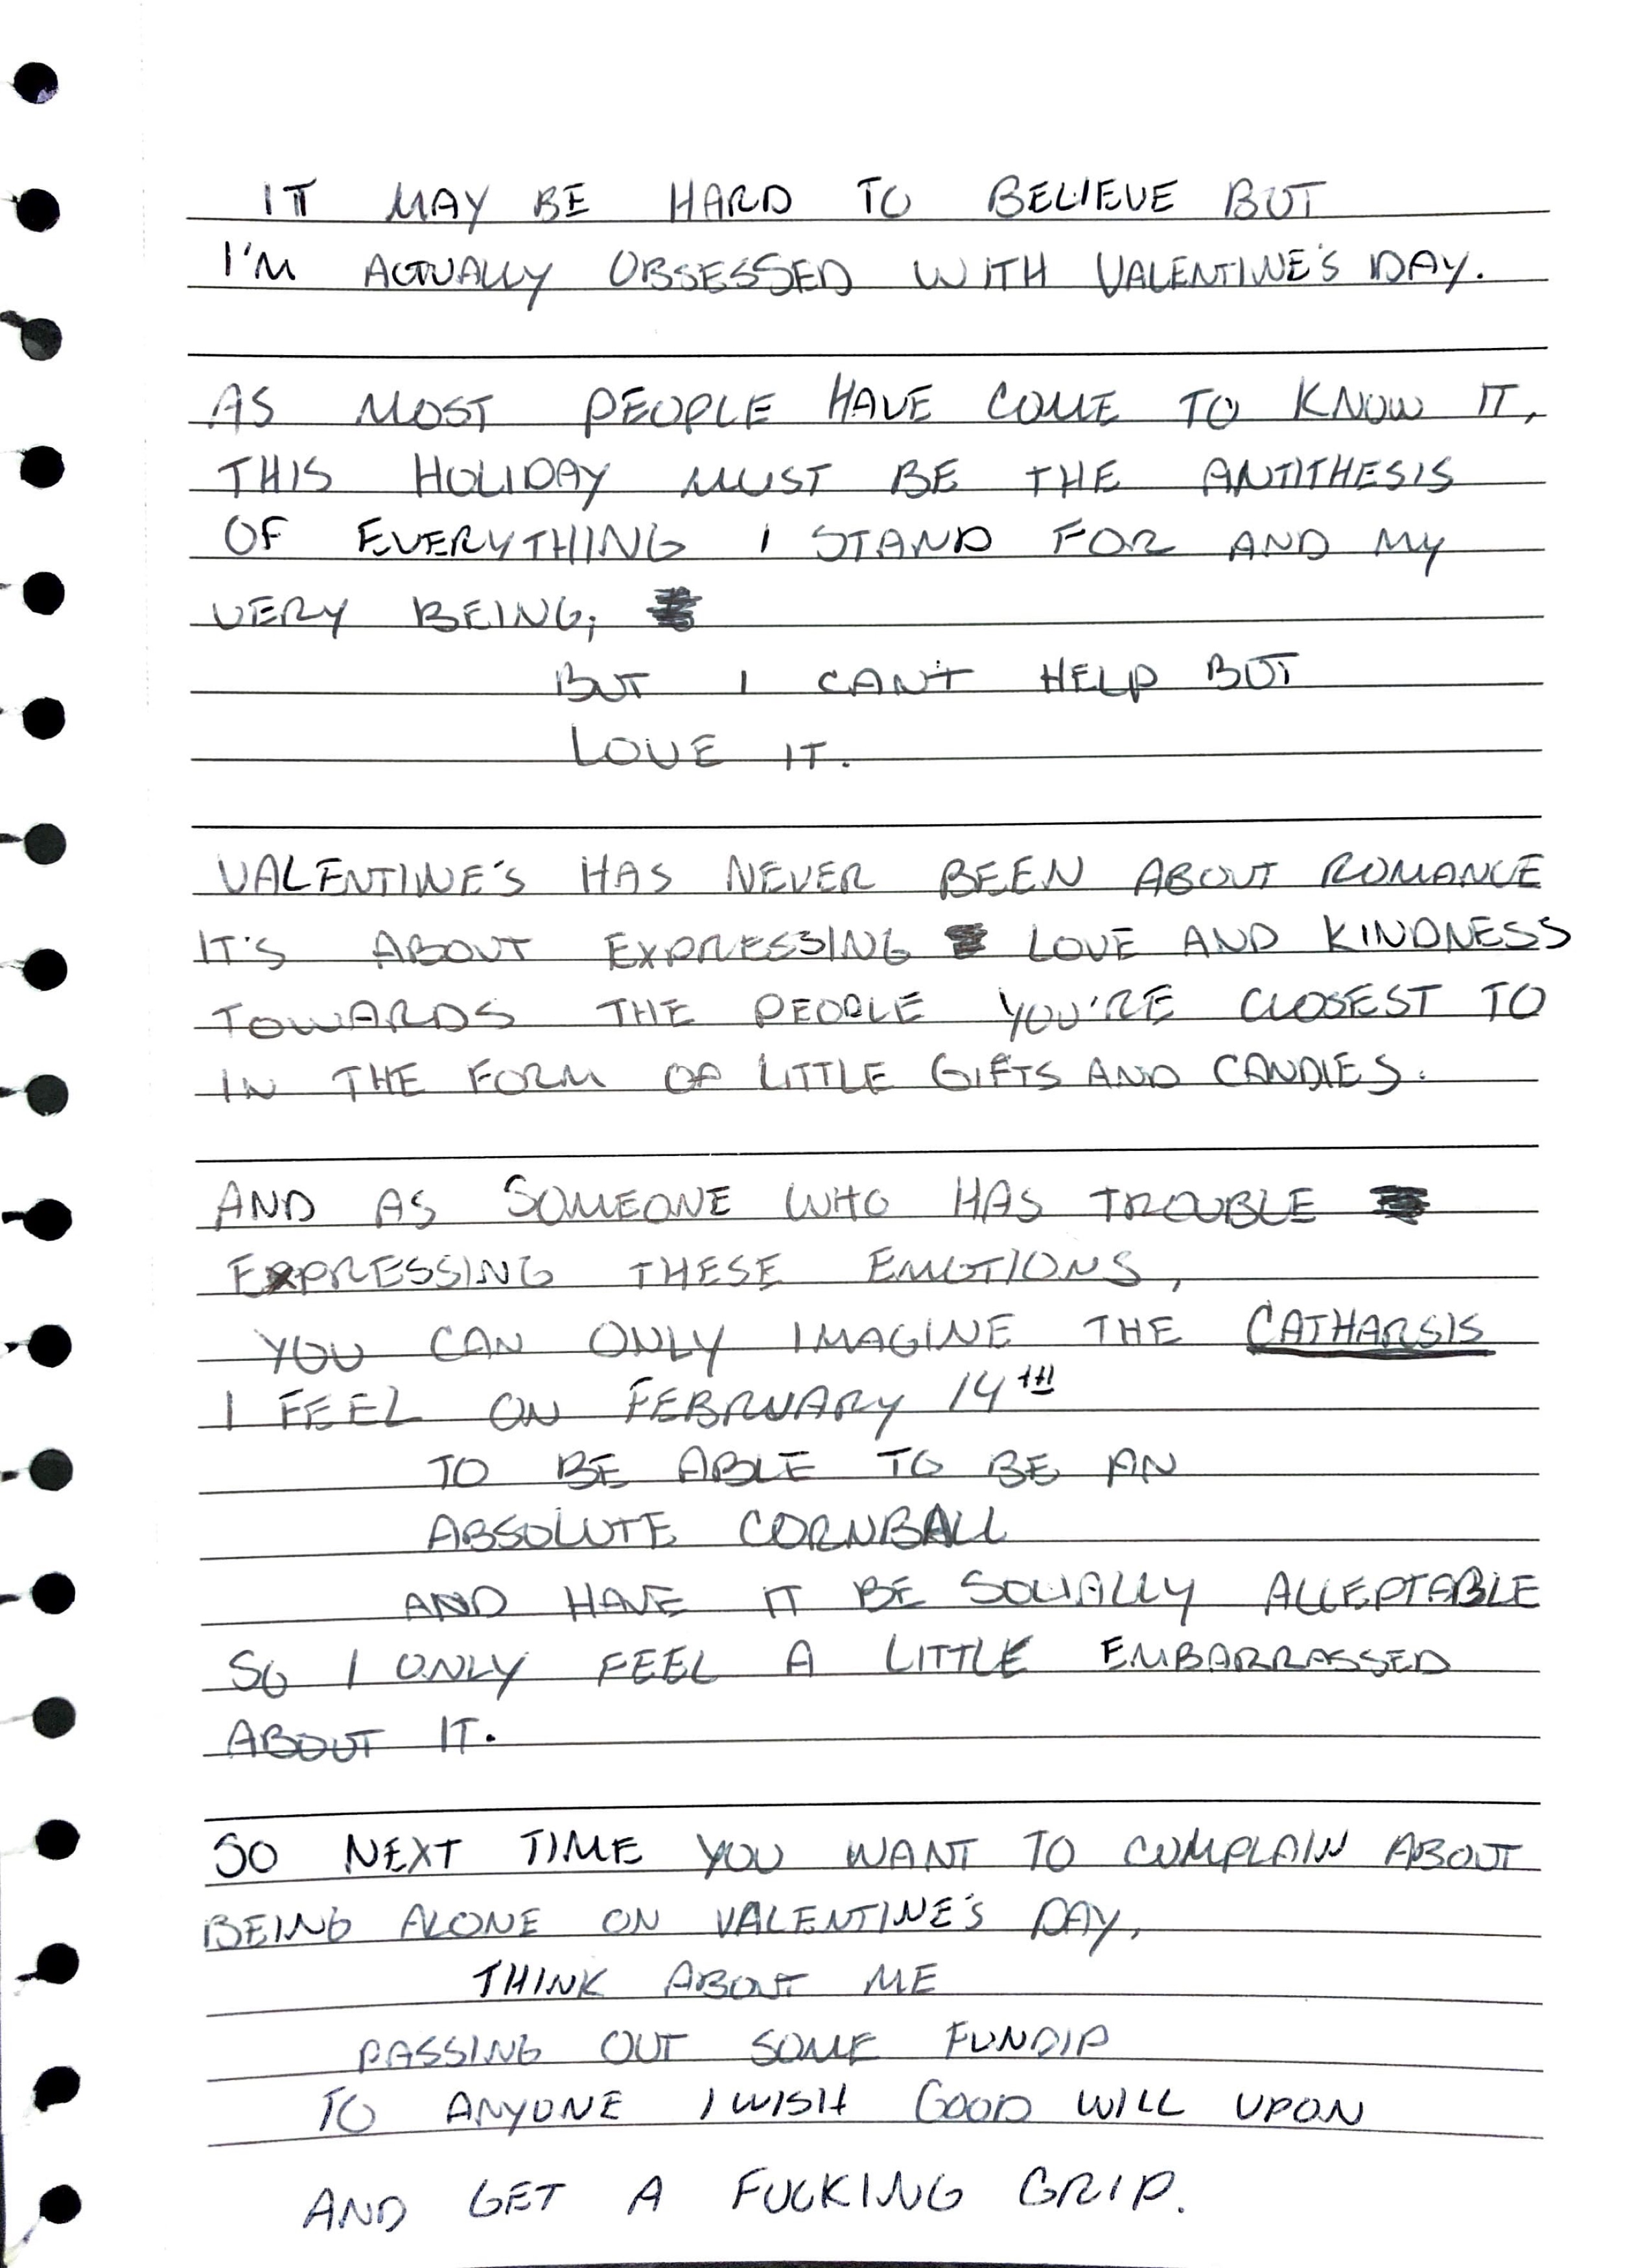 IT MAY BE HARD TO BELIEVE BUT
I'M ACTUALLY OBSESSED WITH VALENTINE'S DAY.
AS MOST PEOPLE HAVE COME TO KNOW IT,
THIS HOLIDAY MUST BE THE ANTITHESIS
OF EVERYTHING I STAND FOR AND MY
VERY BEING;
BUT I CAN'T HELP BUT
LOVE IT.
VALENTINE'S HAS NEVER BEEN ABOUT ROMANCE
IT'S ABOUT EXPRESSING LOVE AND KINDNESS
TOWARDS THE PEOPLE YOU'RE CLOSEST TO
IN THE FORM OF LITTLE GIFTS AND CANDIES.
AND AS SOMEONE WHO HAS TROUBLE
EXPRESSING THESE EMOTIONS,
YOU CAN ONLY IMAGINE THE CATHARSIS
I FEEL ON FEBRUARY 14TH
TO BE ABLE TO BE AN
ABSOLUTE CORNBALL
AND HAVE IT BE SOCIALLY ACCEPTABLE
SO I ONLY FEEL A LITTLE EMBARRASSED
ABOUT IT.
SO NEXT TIME YOU WANT TO COMPLAIN ABOUT
BEING ALONE ON VALENTINE'S DAY,
THINK ABOUT ME
PASSING OUT SOME FUNDIP
TO ANYONE I WISH GOOD WILL UPON
AND GET A FUCKING GRIP.